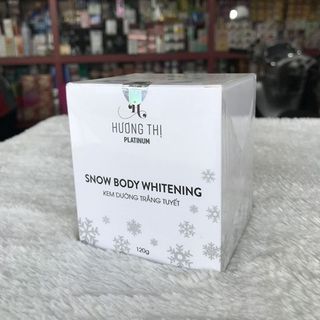 HƯƠNG THỊ
PLATINUM
SNOW BODY WHITENING
KEM DƯỠNG TRẮNG TUYẾT
120g